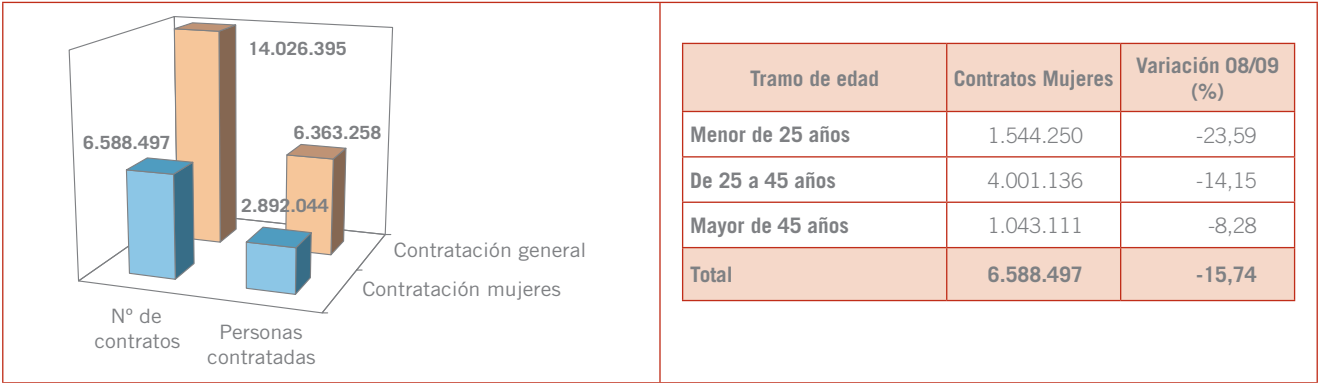 14.026.395
6.363.258
6.588.497
2.892.044
Contratación general
Contratación mujeres
Nº de
contratos
Personas
contratadas
Tramo de edad Contratos Mujeres Variación 08/09
(%)
Menor de 25 años 1.544.250 -23,59
De 25 a 45 años 4.001.136 -14,15
Mayor de 45 años 1.043.111 -8,28
Total 6.588.497 -15,74